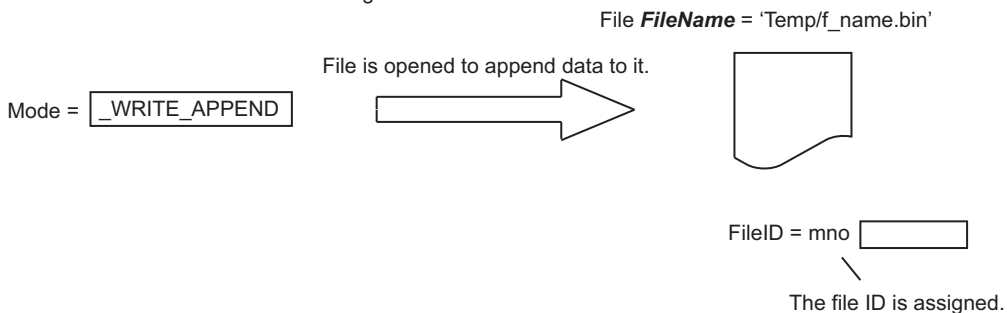 File FileName = ‘Temp/f_name.bin’
File is opened to append data to it.
Mode = _WRITE_APPEND
FileID = mno
The file ID is assigned.